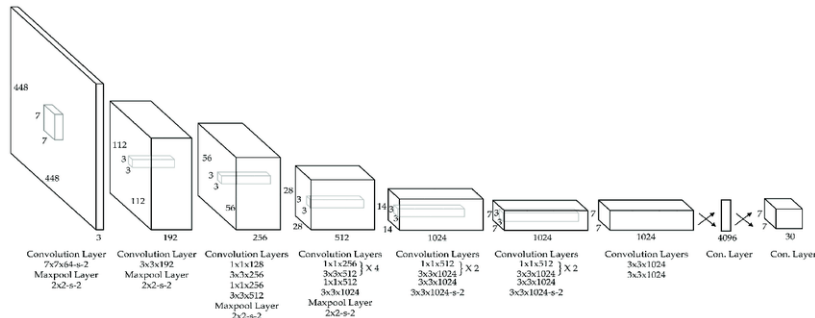 448
7
7
448
3
112
3
3
112
192
56
3
3
56
256
28
3
3
28
512
14
3
3
14
1024
7
3
3
7
1024
7
7
1024
4096
7
7
30
Convolution Layer
7x7x64-s-2
Maxpool Layer
2x2-s-2
Convolution Layer
3x3x192
Maxpool Layer
2x2-s-2
Convolution Layers
1x1x128
3x3x256
1x1x256
3x3x512
Maxpool Layer
2x2-s-2
Convolution Layers
1x1x256
3x3x512 } X 4
1x1x512
3x3x1024
Maxpool Layer
2x2-s-2
Convolution Layers
1x1x512
3x3x1024 } X 2
3x3x1024
3x3x1024-s-2
Convolution Layers
1x1x512
3x3x1024 } X 2
3x3x1024
3x3x1024-s-2
Convolution Layers
3x3x1024
3x3x1024
Con. Layer
Con. Layer